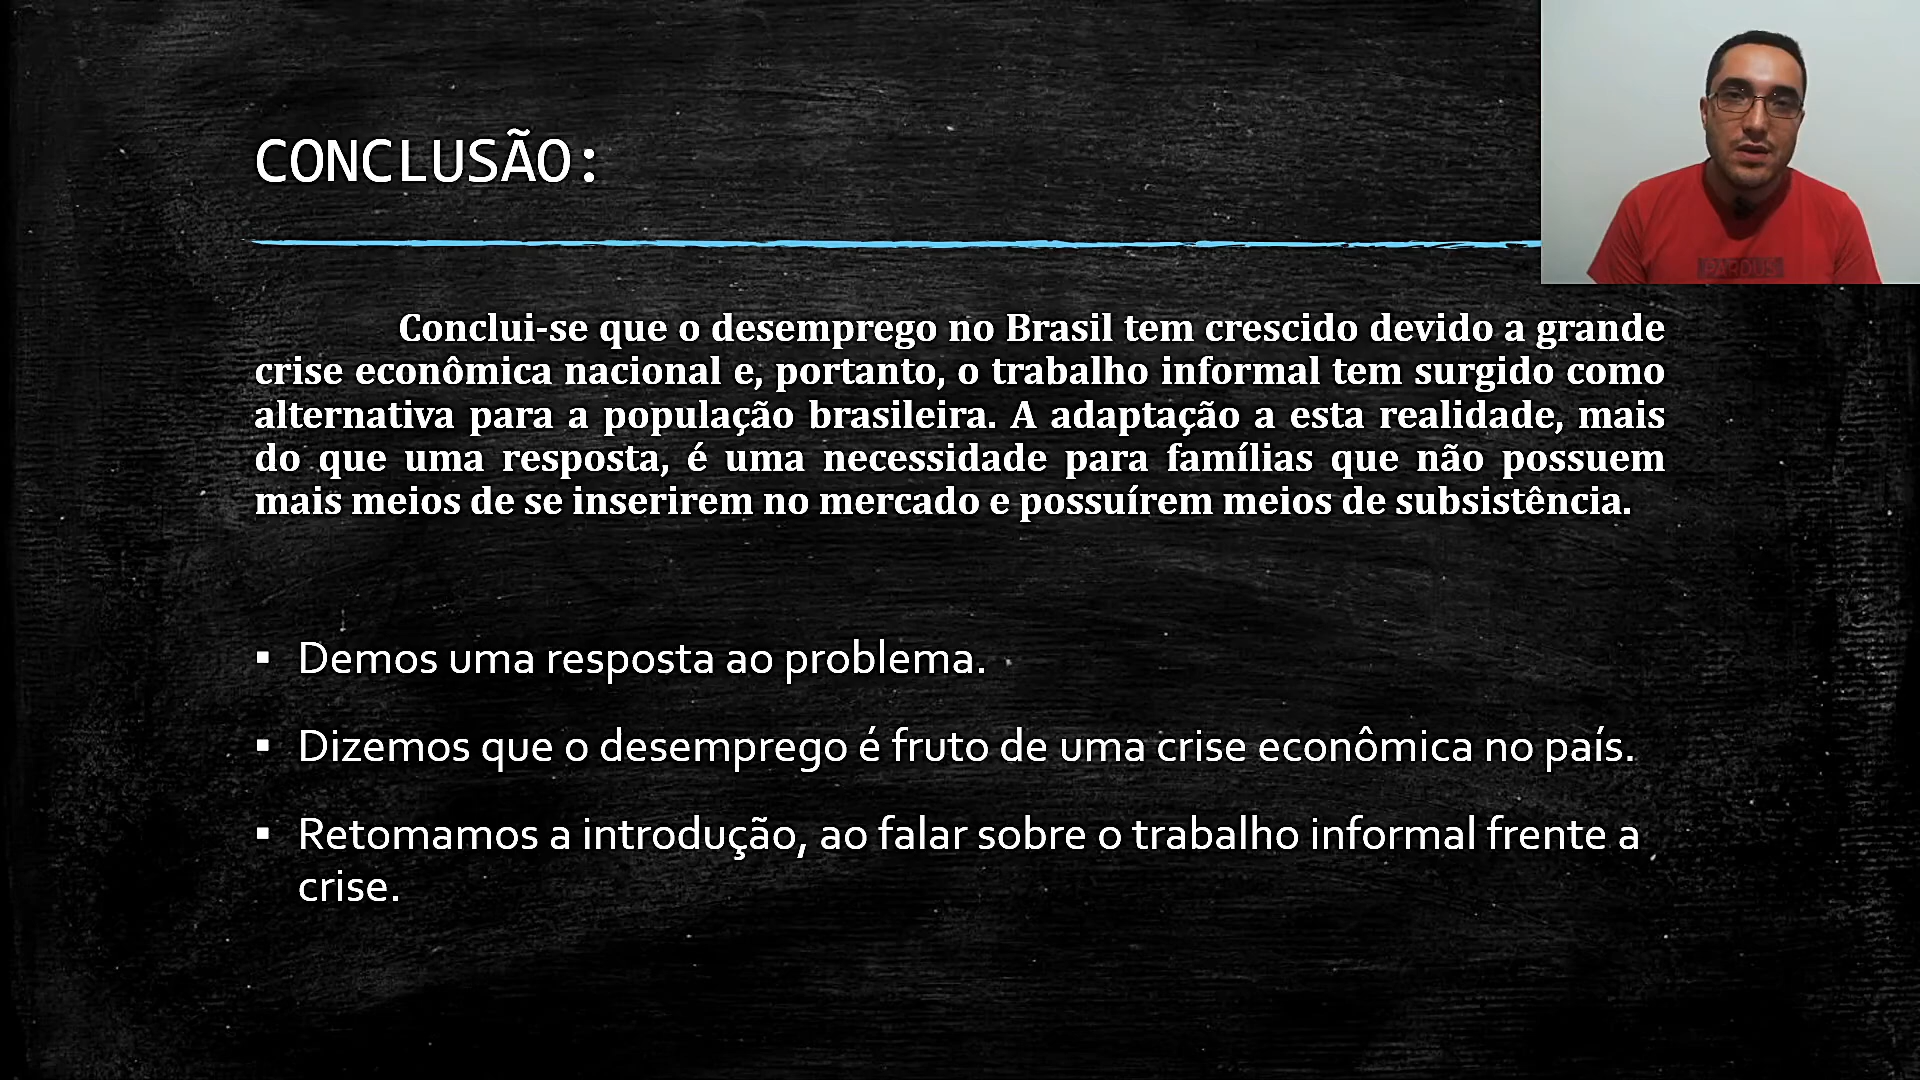 CONCLUSÃO:
Conclui-se que o desemprego no Brasil tem crescido devido a grande
crise econômica nacional e, portanto, o trabalho informal tem surgido como
alternativa para a população brasileira. A adaptação a esta realidade, mais
do que uma resposta, é uma necessidade para famílias que não possuem
mais meios de se inserirem no mercado e possuírem meios de subsistência.
▪ Demos uma resposta ao problema.
▪ Dizemos que o desemprego é fruto de uma crise econômica no país.
▪ Retomamos a introdução, ao falar sobre o trabalho informal frente a
crise.